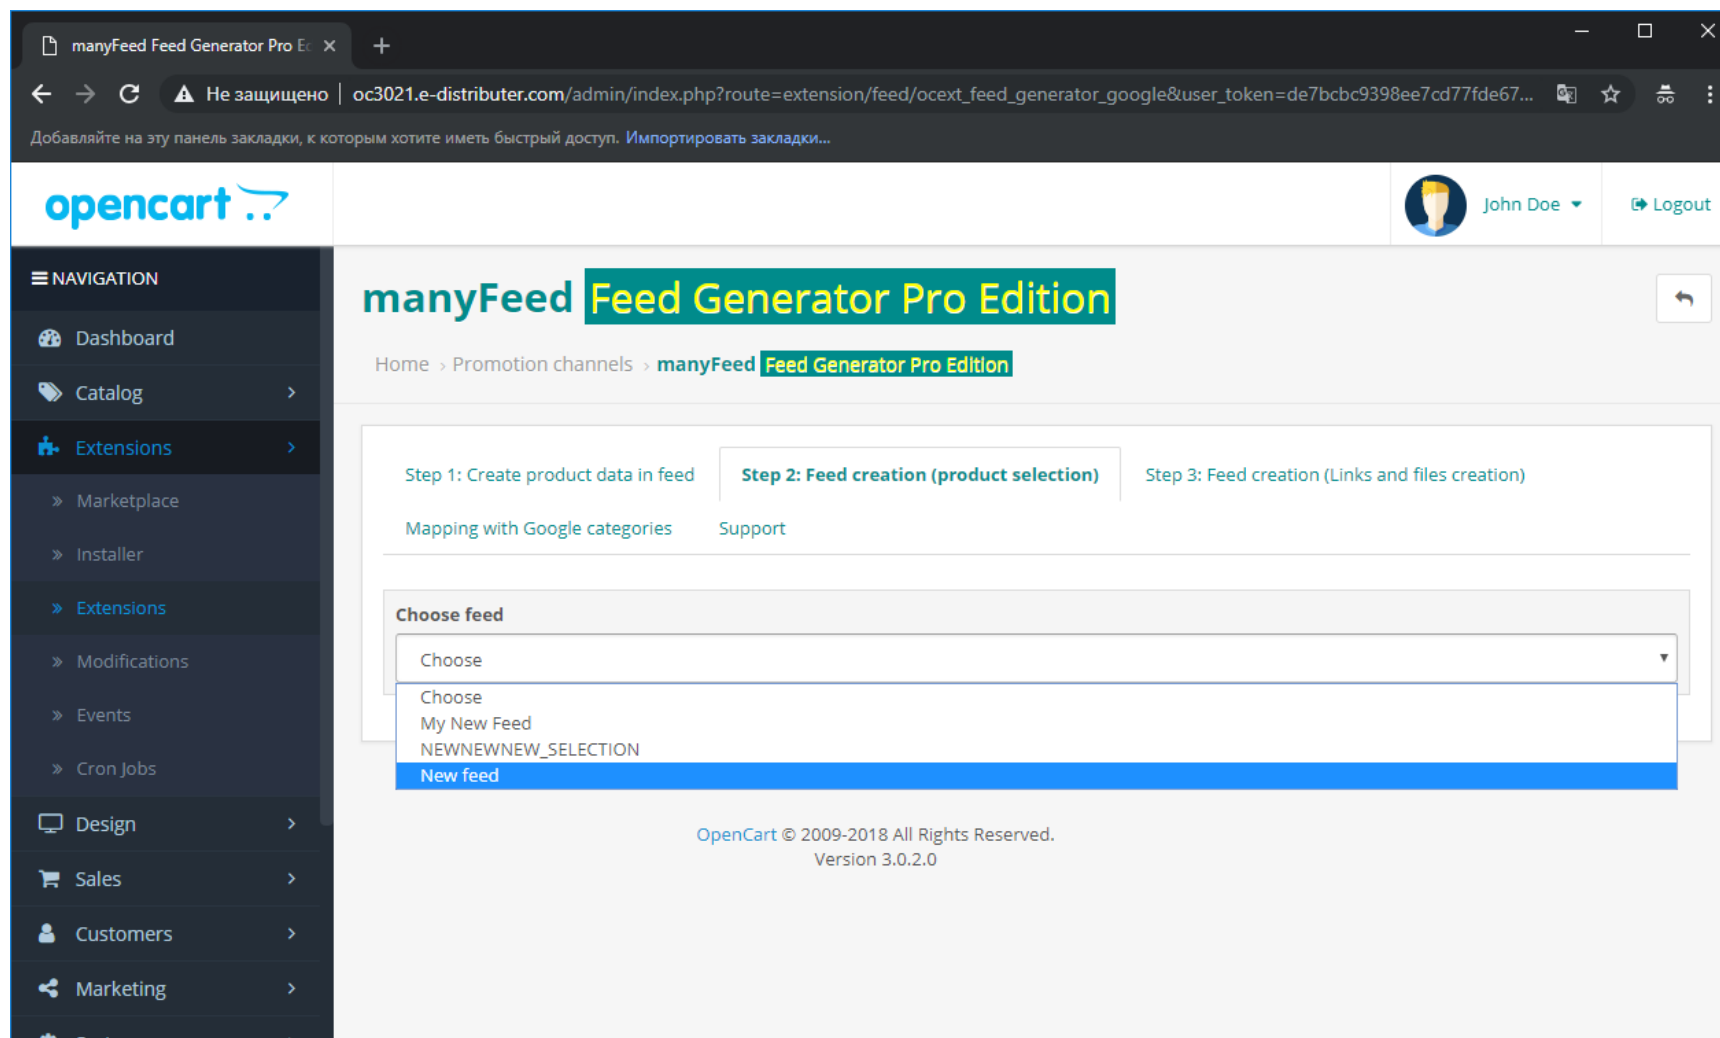 manyFeed Feed Generator Pro Ec
Не защищено | oc3021.e-distributer.com/admin/index.php?route=extension/feed/ocext_feed_generator_google&user_token=de7bcbc9398ee7cd77fde67...
Добавляйте на эту панель закладки, к которым хотите иметь быстрый доступ. Импортировать закладки...
opencart
John Doe
Logout
NAVIGATION
Dashboard
Catalog
Extensions
» Marketplace
» Installer
» Extensions
» Modifications
» Events
» Cron Jobs
Design
Sales
Customers
Marketing
manyFeed Feed Generator Pro Edition
Home › Promotion channels › manyFeed Feed Generator Pro Edition
Step 1: Create product data in feed
Step 2: Feed creation (product selection)
Step 3: Feed creation (Links and files creation)
Mapping with Google categories
Support
Choose feed
Choose
Choose
My New Feed
NEWNEWNEW_SELECTION
New feed
OpenCart © 2009-2018 All Rights Reserved.
Version 3.0.2.0